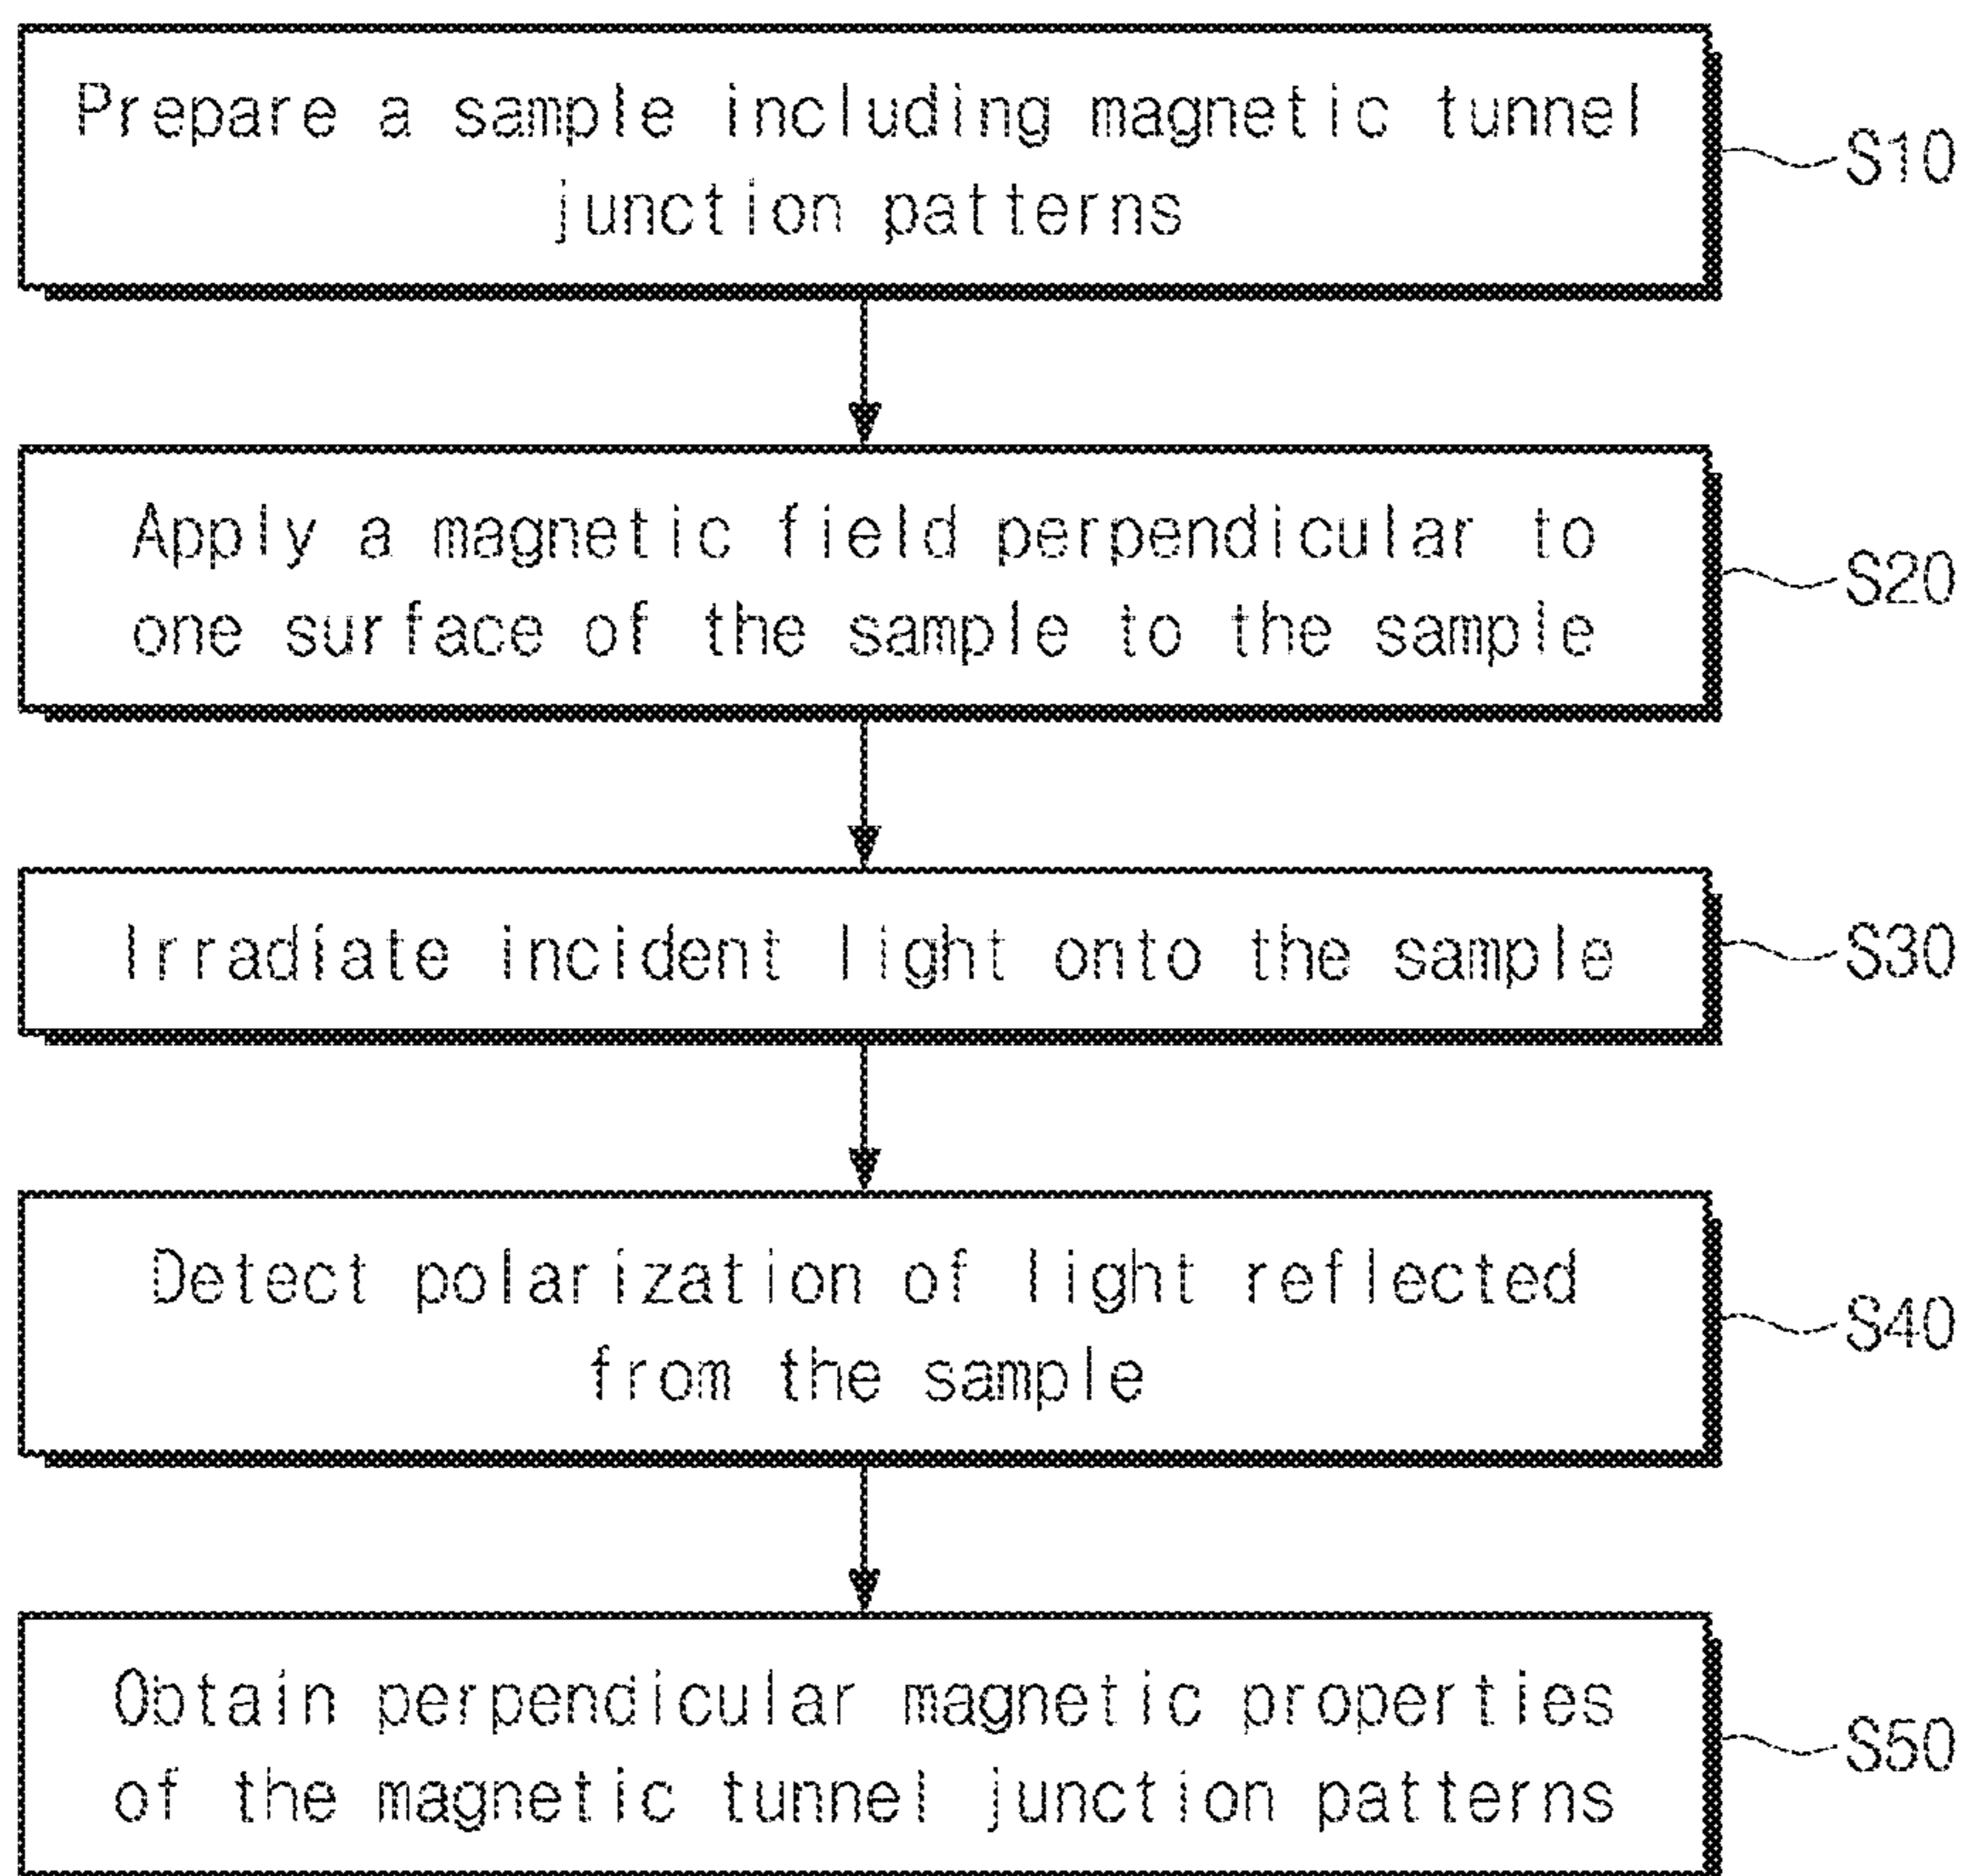 Prepare a sample including magnetic tunnel
junction patterns
S10
Apply a magnetic field perpendicular to
one surface of the sample to the sample
S20
Irradiate incident light onto the sample
S30
Detect polarization of light reflected
from the sample
S40
Obtain perpendicular magnetic properties
of the magnetic tunnel junction patterns
S50